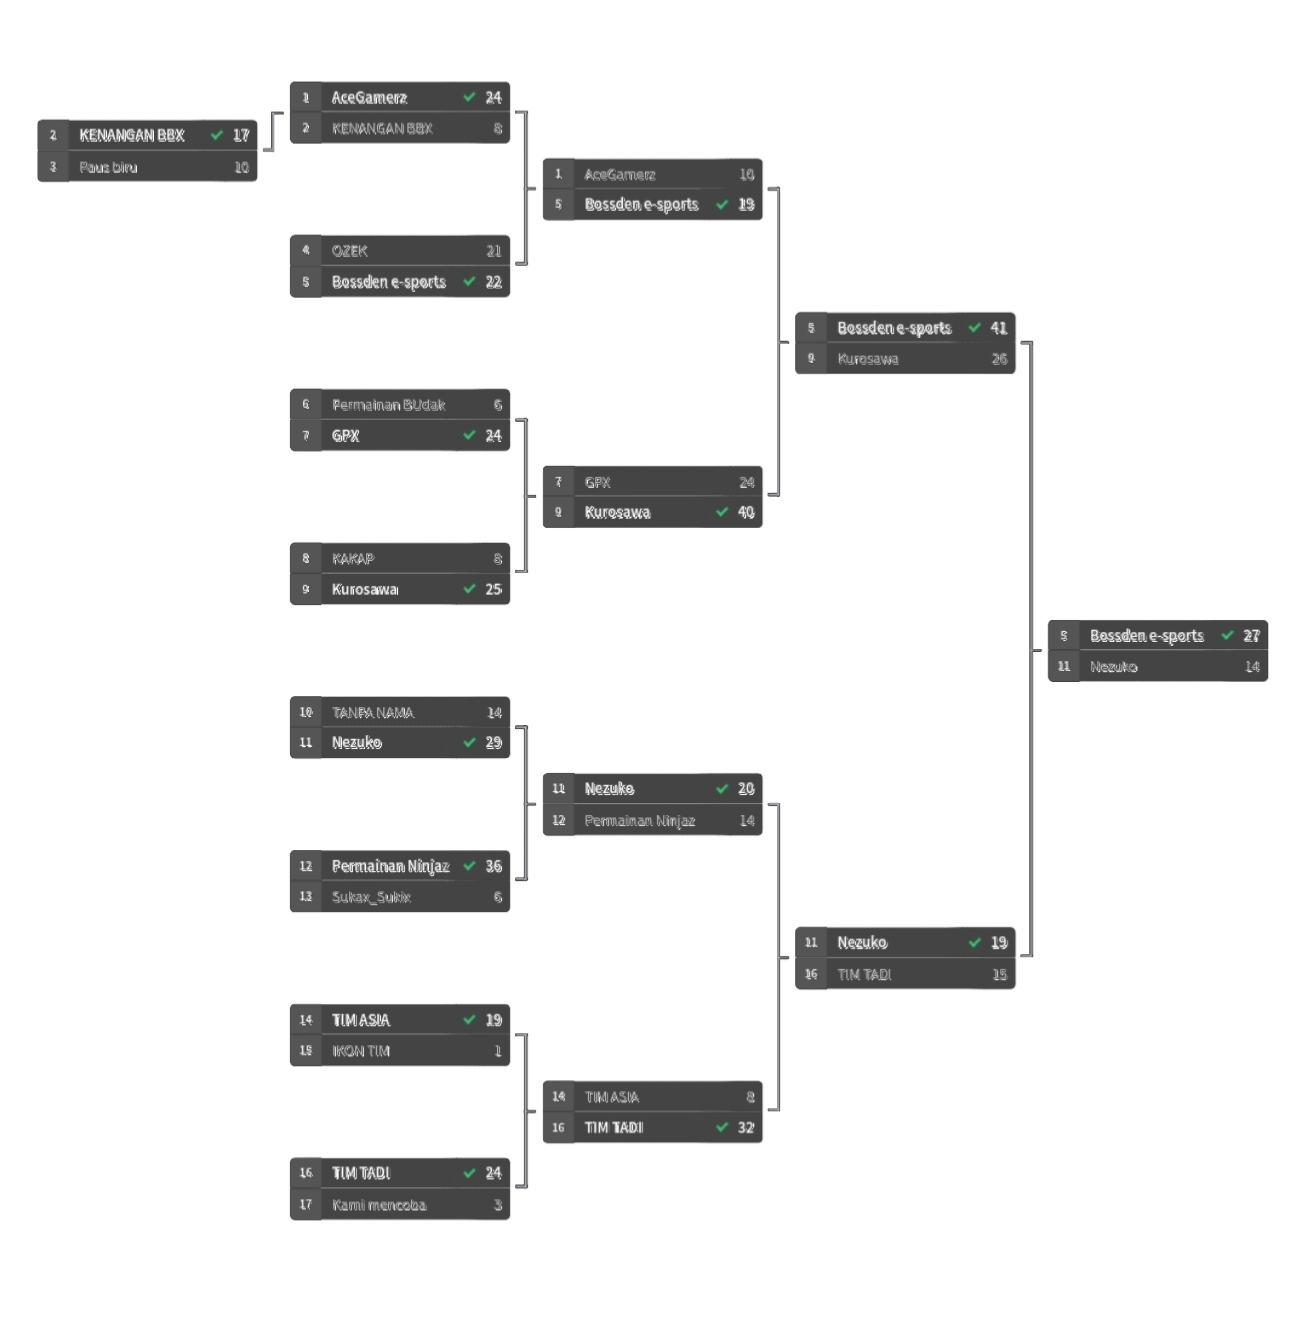 2 KENANGAN BBX 17
3 Paus biru 10
1 AceGamerz 24
2 KENANGAN BBX 8
4 OZEK 21
5 Bossden e-sports 22
6 Permainan BUdak 6
7 GPX 24
8 KAKAP 8
9 Kurosawa 25
10 TANPA NAMA 14
11 Nezuko 29
12 Permainan Ninjaz 36
13 Sukax_Sukix 6
14 TIM ASIA 19
15 IKON TIM 1
16 TIM TADI 24
17 Kami mencoba 3
1 AceGamerz
5 Bossden e-sports 19
7 GPX 24
9 Kurosawa 40
11 Nezuko 20
12 Permainan Ninjaz 14
14 TIM ASIA 8
16 TIM TADI 32
5 Bossden e-sports 41
9 Kurosawa 26
11 Nezuko 19
16 TIM TADI 15
5 Bossden e-sports 27
11 Nezuko 14